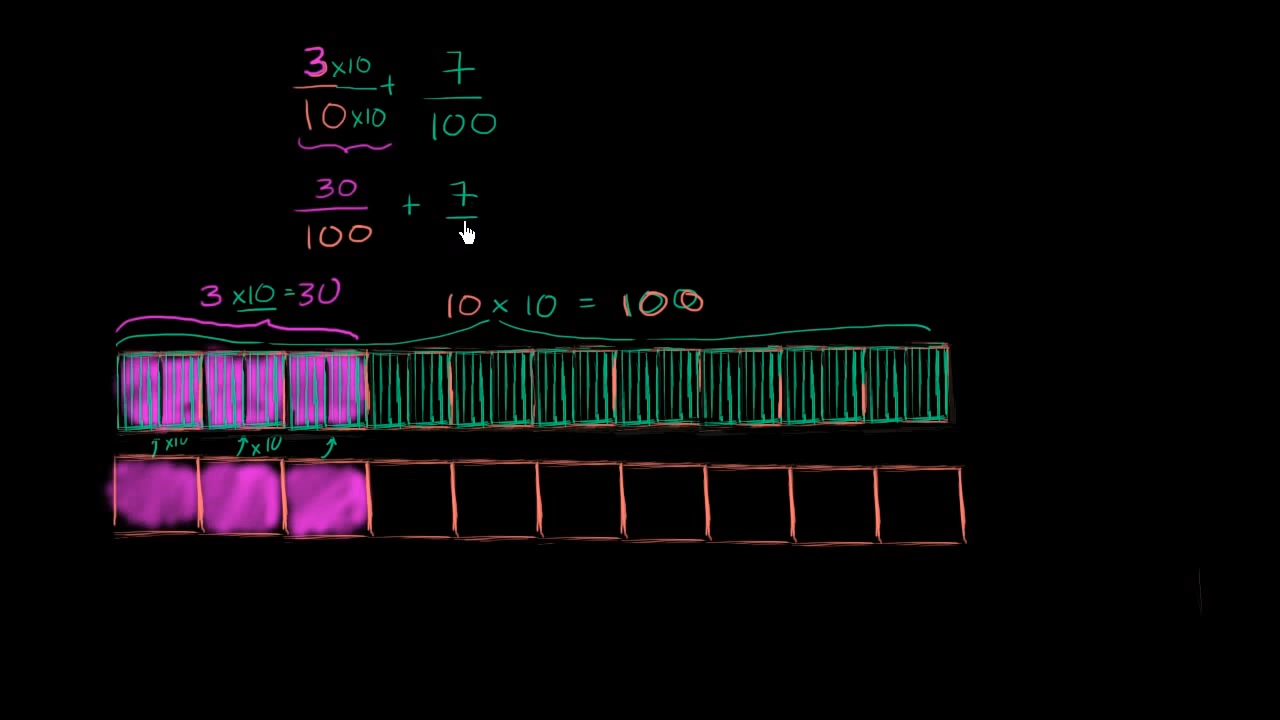 3×10 + 7
10×10 100
30 + 7
100
3 ×10 = 30
10 × 10 = 100
×10 ×10